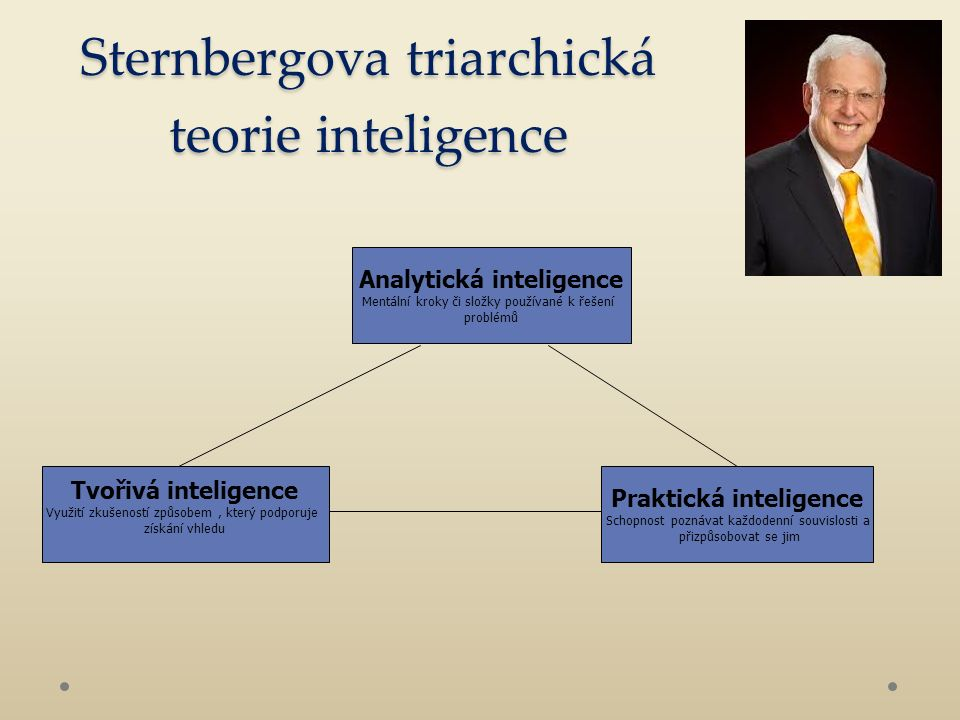 Sternbergova triarchická
teorie inteligence
Analytická inteligence
Mentální kroky či složky používané k řešení
problémů
Tvořivá inteligence
Využití zkušeností způsobem , který podporuje
získání vhledu
Praktická inteligence
Schopnost poznávat každodenní souvislosti a
přizpůsobovat se jim